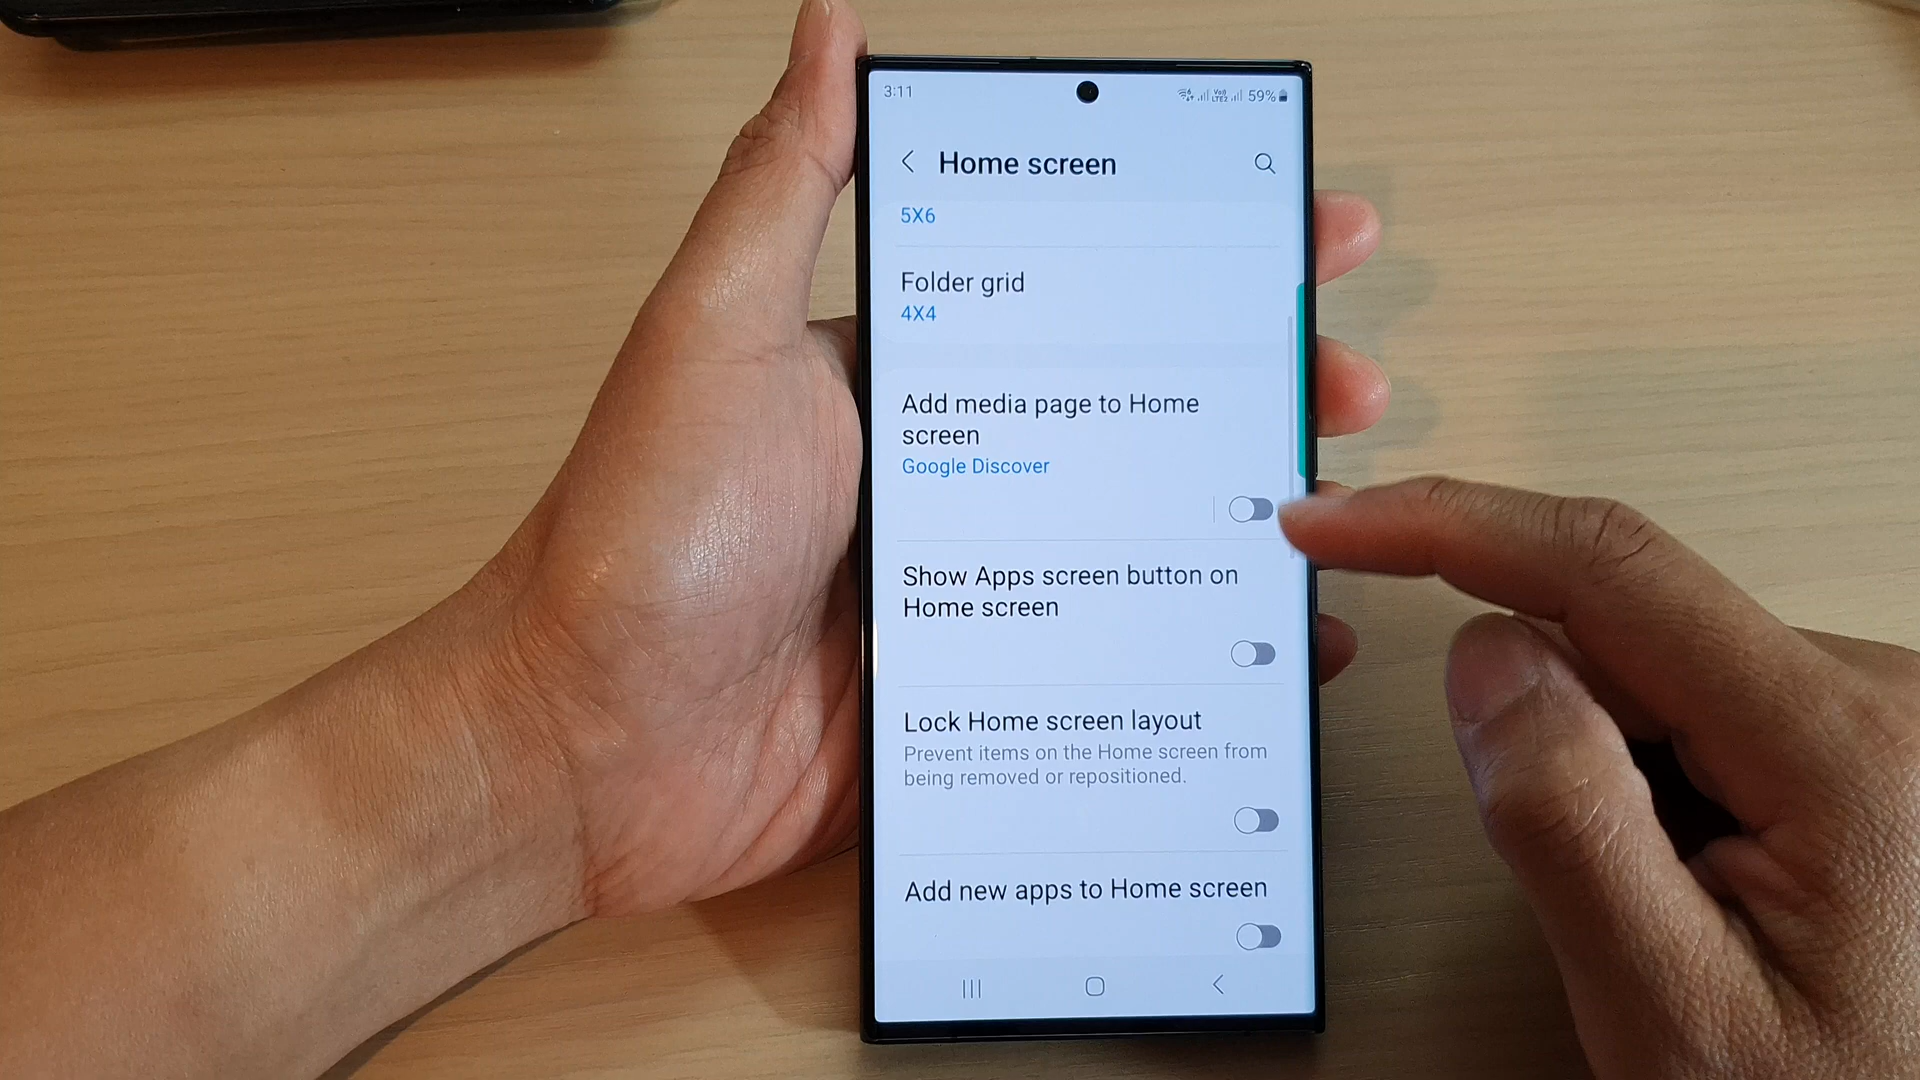 3:11
LTE2 59%
Home screen
5X6
Folder grid
4X4
Add media page to Home
screen
Google Discover
Show Apps screen button on
Home screen
Lock Home screen layout
Prevent items on the Home screen from
being removed or repositioned.
Add new apps to Home screen